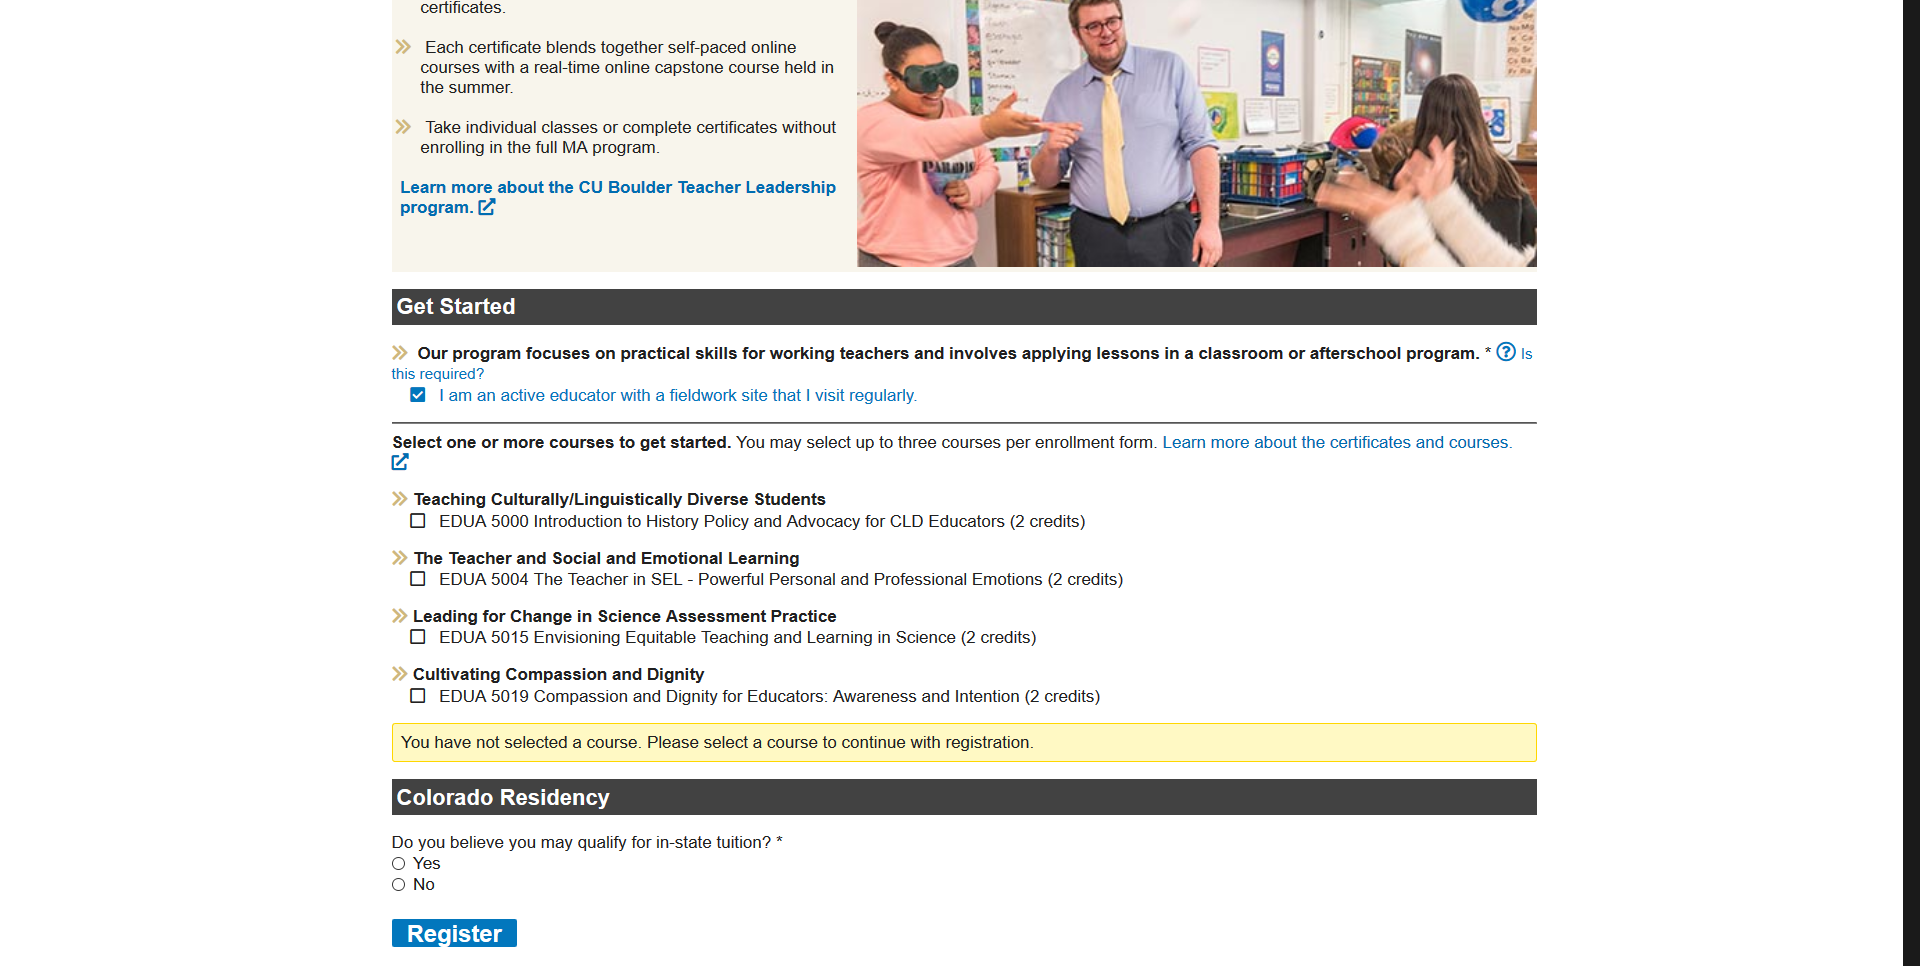 certificates.
Each certificate blends together self-paced online
courses with a real-time online capstone course held in
the summer.
Take individual classes or complete certificates without
enrolling in the full MA program.
Learn more about the CU Boulder Teacher Leadership
program.
Get Started
Our program focuses on practical skills for working teachers and involves applying lessons in a classroom or afterschool program. * Is
this required?
I am an active educator with a fieldwork site that I visit regularly.
Select one or more courses to get started. You may select up to three courses per enrollment form. Learn more about the certificates and courses.
Teaching Culturally/Linguistically Diverse Students
EDUA 5000 Introduction to History Policy and Advocacy for CLD Educators (2 credits)
The Teacher and Social and Emotional Learning
EDUA 5004 The Teacher in SEL - Powerful Personal and Professional Emotions (2 credits)
Leading for Change in Science Assessment Practice
EDUA 5015 Envisioning Equitable Teaching and Learning in Science (2 credits)
Cultivating Compassion and Dignity
EDUA 5019 Compassion and Dignity for Educators: Awareness and Intention (2 credits)
You have not selected a course. Please select a course to continue with registration.
Colorado Residency
Do you believe you may qualify for in-state tuition? *
Yes
No
Register